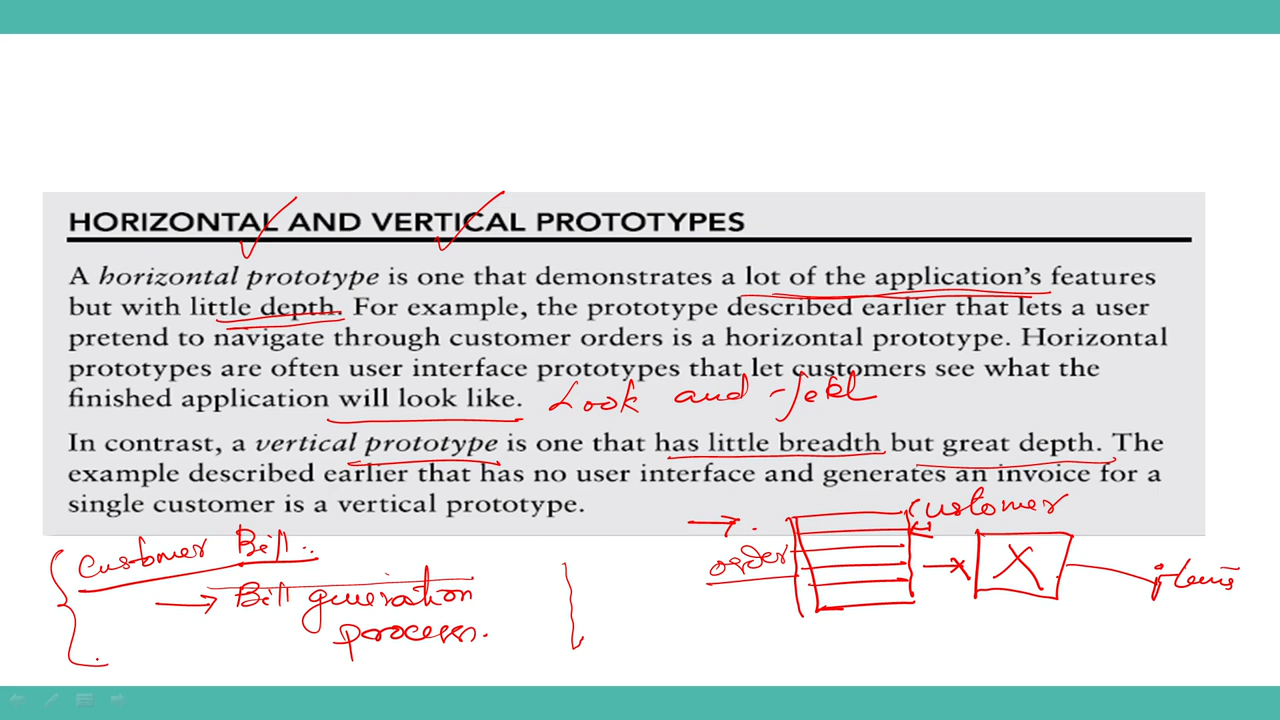 HORIZONTAL AND VERTICAL PROTOTYPES
A horizontal prototype is one that demonstrates a lot of the application's features
but with little depth. For example, the prototype described earlier that lets a user
pretend to navigate through customer orders is a horizontal prototype. Horizontal
prototypes are often user interface prototypes that let customers see what the
finished application will look like.
Look and feel
In contrast, a vertical prototype is one that has little breadth but great depth. The
example described earlier that has no user interface and generates an invoice for a
single customer is a vertical prototype.
Customer Bill..
→ Bill generation
process.
customer
order
X
items